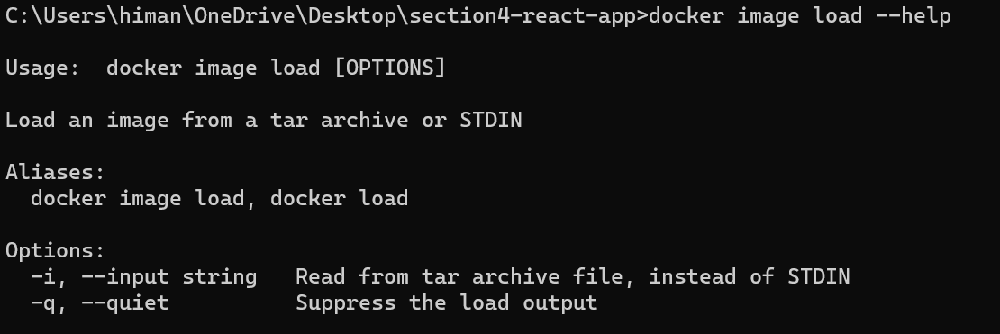 C:\Users\himan\OneDrive\Desktop\section4-react-app>docker image load --help
Usage:  docker image load [OPTIONS]
Load an image from a tar archive or STDIN
Aliases:
  docker image load, docker load
Options:
  -i, --input string   Read from tar archive file, instead of STDIN
  -q, --quiet          Suppress the load output